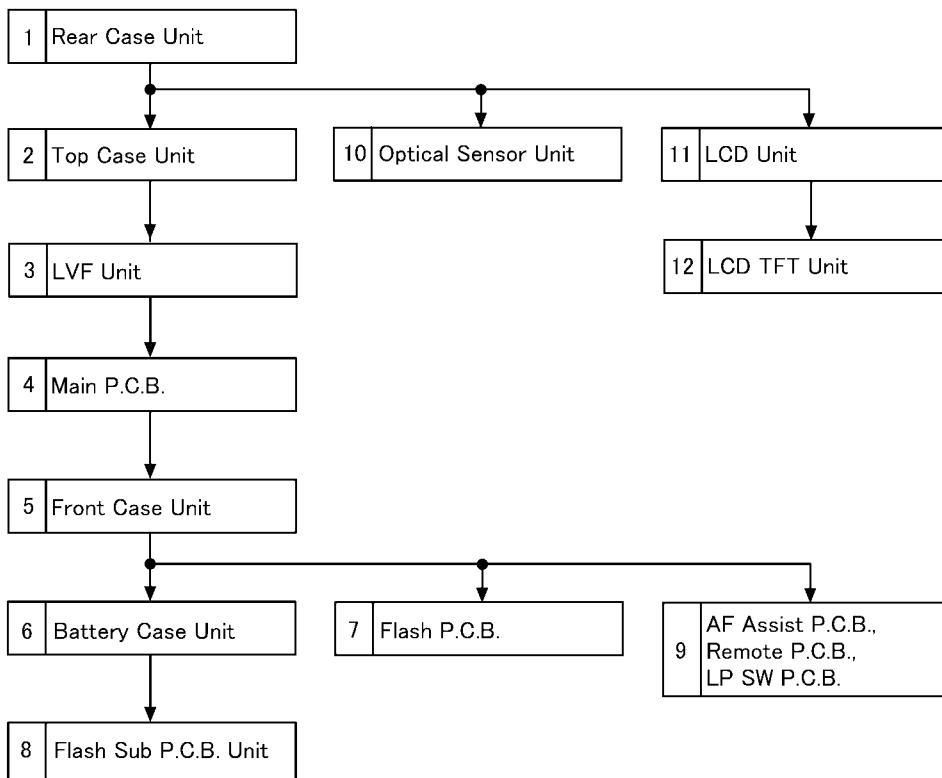 1 Rear Case Unit
2 Top Case Unit
10 Optical Sensor Unit
11 LCD Unit
3 LVF Unit
12 LCD TFT Unit
4 Main P.C.B.
5 Front Case Unit
6 Battery Case Unit
7 Flash P.C.B.
9 AF Assist P.C.B.,
Remote P.C.B.,
LP SW P.C.B.
8 Flash Sub P.C.B. Unit